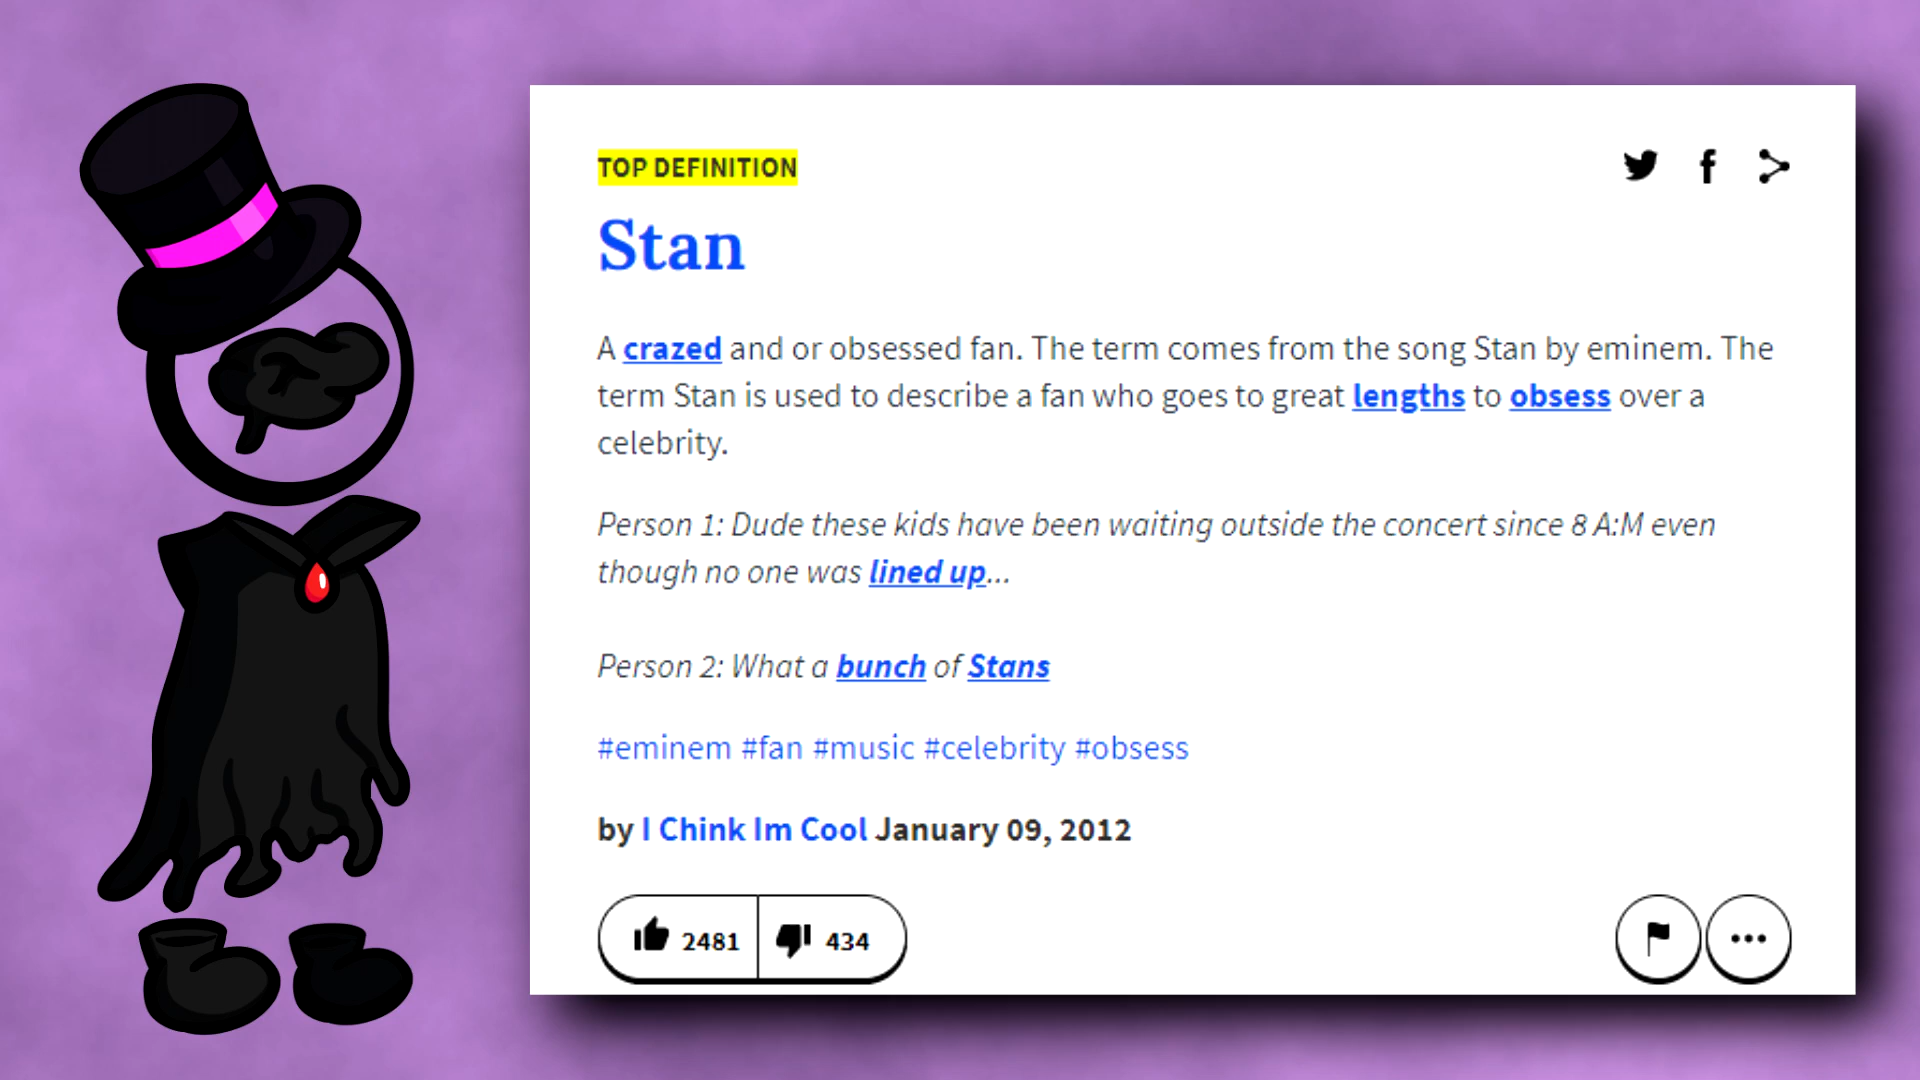 TOP DEFINITION
Stan
A crazed and or obsessed fan. The term comes from the song Stan by eminem. The
term Stan is used to describe a fan who goes to great lengths to obsess over a
celebrity.
Person 1: Dude these kids have been waiting outside the concert since 8 A:M even
though no one was lined up...
Person 2: What a bunch of Stans
#eminem #fan #music #celebrity #obsess
by I Chink Im Cool January 09, 2012
2481 434